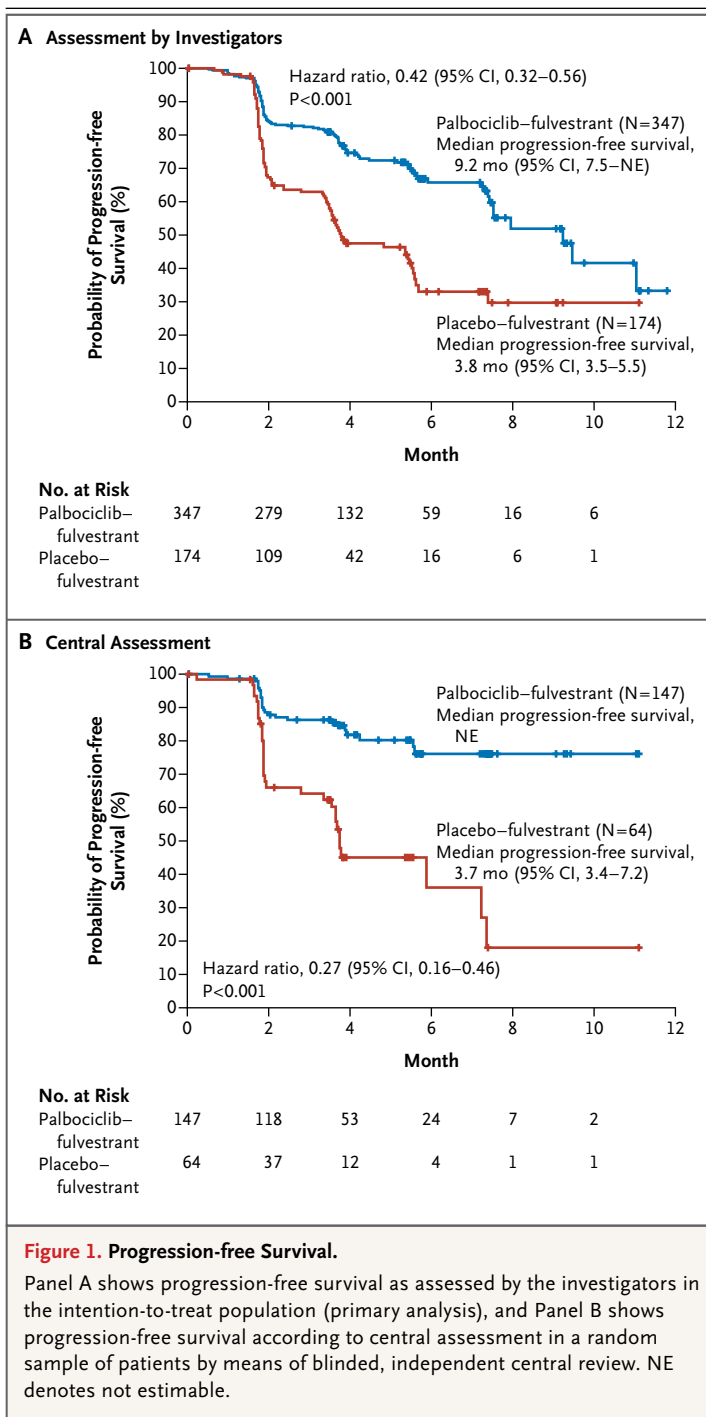 A Assessment by Investigators
100
90
80
70
60
50
40
30
20
10
0
Probability of Progression-free
Survival (%)
Hazard ratio, 0.42 (95% CI, 0.32–0.56)
P<0.001
Palbociclib–fulvestrant (N=347)
Median progression-free survival,
9.2 mo (95% CI, 7.5–NE)
Placebo–fulvestrant (N=174)
Median progression-free survival,
3.8 mo (95% CI, 3.5–5.5)
0 2 4 6 8 10 12
Month
No. at Risk
Palbociclib– 347 279 132 59 16 6
fulvestrant
Placebo– 174 109 42 16 6 1
fulvestrant
B Central Assessment
100
90
80
70
60
50
40
30
20
10
0
Probability of Progression-free
Survival (%)
Palbociclib–fulvestrant (N=147)
Median progression-free survival,
NE
Placebo–fulvestrant (N=64)
Median progression-free survival,
3.7 mo (95% CI, 3.4–7.2)
Hazard ratio, 0.27 (95% CI, 0.16–0.46)
P<0.001
0 2 4 6 8 10 12
Month
No. at Risk
Palbociclib– 147 118 53 24 7 2
fulvestrant
Placebo– 64 37 12 4 1 1
fulvestrant
Figure 1. Progression-free Survival.
Panel A shows progression-free survival as assessed by the investigators in
the intention-to-treat population (primary analysis), and Panel B shows
progression-free survival according to central assessment in a random
sample of patients by means of blinded, independent central review. NE
denotes not estimable.